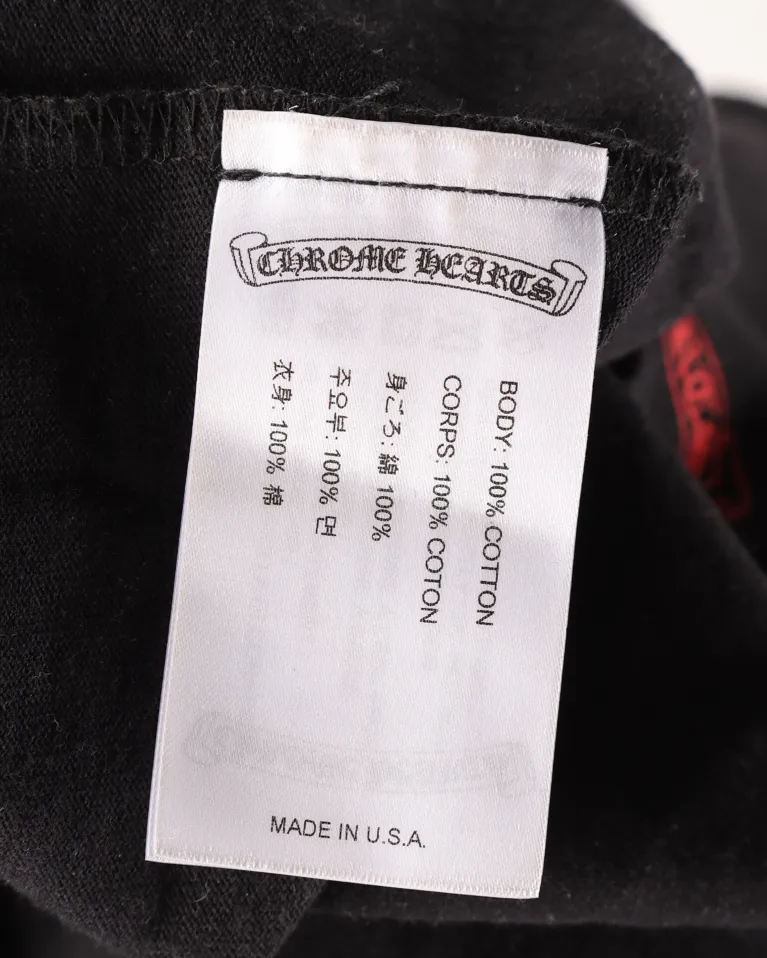 CHROME HEARTS
BODY: 100% COTTON
CORPS: 100% COTON
身ごろ: 綿 100%
주요부: 100% 면
衣身: 100% 棉
MADE IN U.S.A.